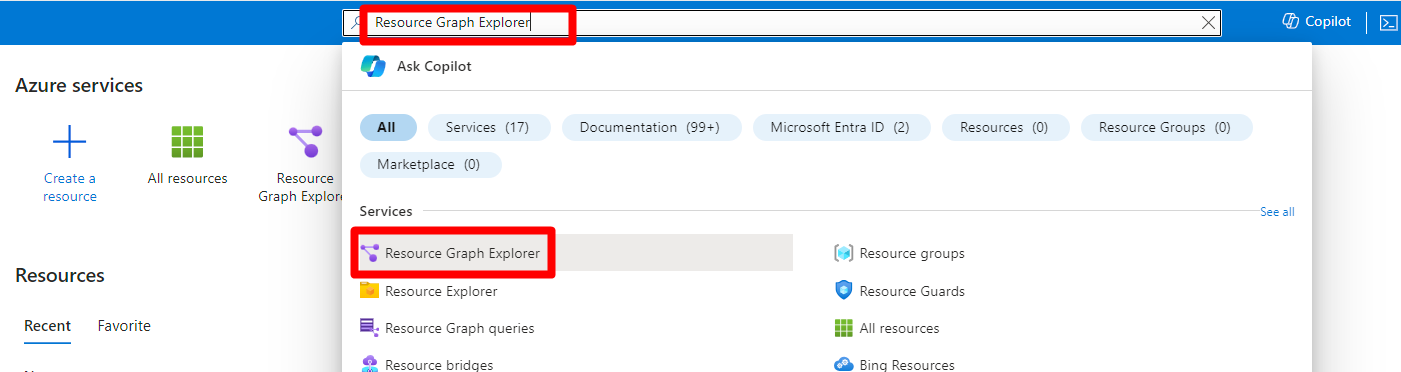 Resource Graph Explorer
Copilot
Ask Copilot
Azure services
All
Services (17)
Documentation (99+)
Microsoft Entra ID (2)
Resources (0)
Resource Groups (0)
Marketplace (0)
Create a
resource
All resources
Resource
Graph Explore
Services
See all
Resource Graph Explorer
Resource groups
Resource Explorer
Resource Guards
Resource Graph queries
All resources
Resource bridges
Bing Resources
Resources
Recent
Favorite